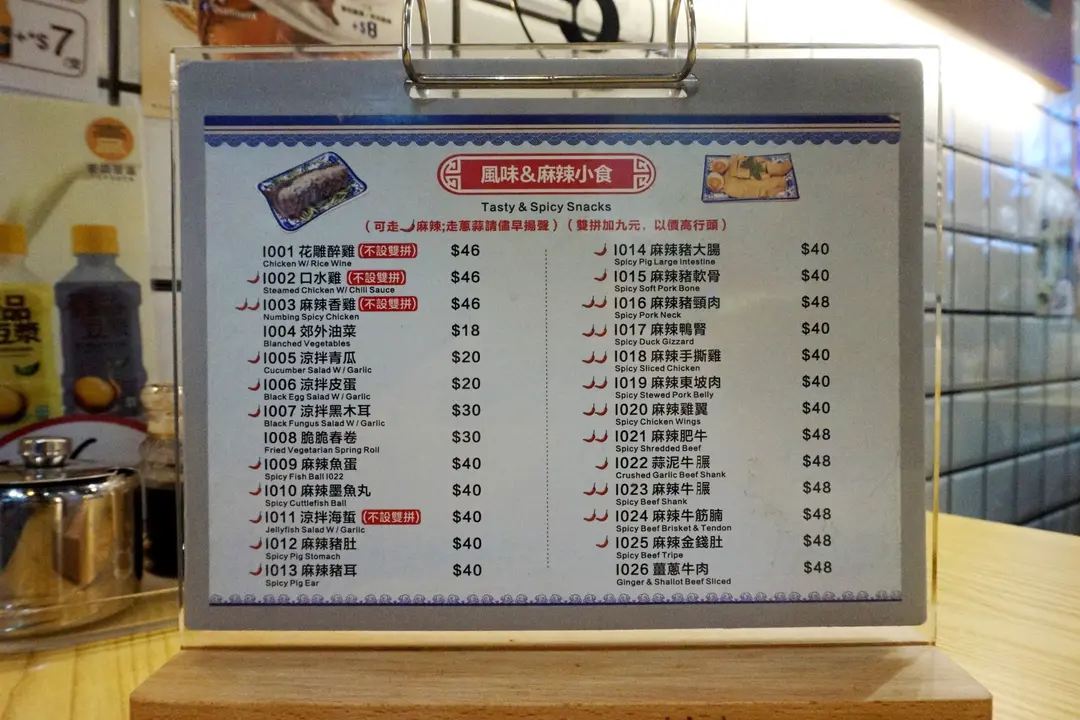 +$7
+$8
品
豆漿
風味&麻辣小食
Tasty & Spicy Snacks
(可走麻辣;走蔥蒜請儘早揚聲)(雙拼加九元, 以價高行頭)
I001 花雕醉雞 (不設雙拼) $46
Chicken W/ Rice Wine
I002 口水雞 (不設雙拼) $46
Steamed Chicken W/ Chili Sauce
I003 麻辣香雞 (不設雙拼) $46
Numbing Spicy Chicken
I004 郊外油菜 $18
Blanched Vegetables
I005 涼拌青瓜 $20
Cucumber Salad W / Garlic
I006 涼拌皮蛋 $20
Black Egg Salad W / Garlic
I007 涼拌黑木耳 $30
Black Fungus Salad W / Garlic
I008 脆脆春卷 $30
Fried Vegetarian Spring Roll
I009 麻辣魚蛋 $40
Spicy Fish Ball I022
I010 麻辣墨魚丸 $40
Spicy Cuttlefish Ball
I011 涼拌海蜇 (不設雙拼) $40
Jellyfish Salad W / Garlic
I012 麻辣豬肚 $40
Spicy Pig Stomach
I013 麻辣豬耳 $40
Spicy Pig Ear
I014 麻辣豬大腸 $40
Spicy Pig Large Intestine
I015 麻辣豬軟骨 $40
Spicy Soft Pork Bone
I016 麻辣豬頸肉 $48
Spicy Pork Neck
I017 麻辣鴨腎 $40
Spicy Duck Gizzard
I018 麻辣手撕雞 $40
Spicy Sliced Chicken
I019 麻辣東坡肉 $40
Spicy Stewed Pork Belly
I020 麻辣雞翼 $40
Spicy Chicken Wings
I021 麻辣肥牛 $48
Spicy Shredded Beef
I022 蒜泥牛𦟌 $48
Crushed Garlic Beef Shank
I023 麻辣牛𦟌 $48
Spicy Beef Shank
I024 麻辣牛筋腩 $48
Spicy Beef Brisket & Tendon
I025 麻辣金錢肚 $48
Spicy Beef Tripe
I026 薑蔥牛肉 $48
Ginger & Shallot Beef Sliced